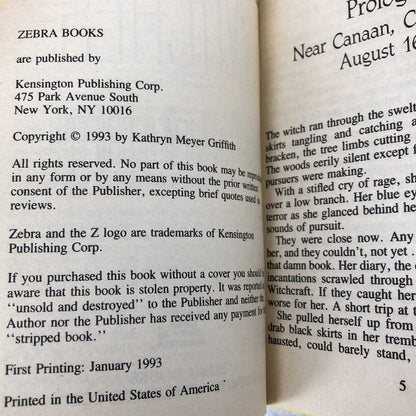 ZEBRA BOOKS
are published by
Kensington Publishing Corp.
475 Park Avenue South
New York, NY 10016
Copyright © 1993 by Kathryn Meyer Griffith
All rights reserved. No part of this book may be reproduced
in any form or by any means without the prior written
consent of the Publisher, excepting brief quotes used in
reviews.
Zebra and the Z logo are trademarks of Kensington
Publishing Corp.
If you purchased this book without a cover you should
aware that this book is stolen property. It was reported
"unsold and destroyed" to the Publisher and neither the
Author nor the Publisher has received any payment for
"stripped book."
First Printing: January 1993
Printed in the United States of America
Prolog
Near Canaan, C
August 16
The witch ran through the swelt
skirts tangling and catching a
bracken, the tree limbs cutting
The woods eerily silent except f
pursuers were making.
With a stifled cry of rage, sh
over a low branch. Her blue ey
terror as she glanced behind he
sounds of pursuit.
They were close now. Any
her, and they couldn't, not yet .
that damn book. Her diary, the
incantations scrawled through
Witchcraft. If they caught her
worse for her. A short trip at t
She pulled herself up from
drab black skirts in her tremb
hausted, could barely stand,
5